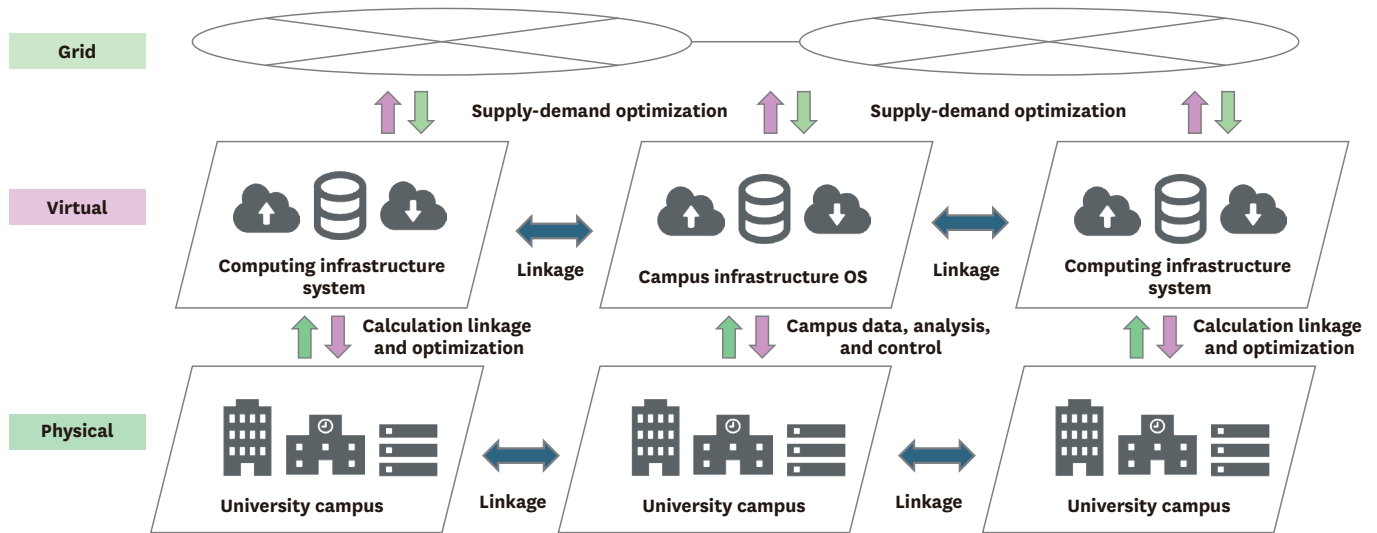 Grid
Supply-demand optimization
Supply-demand optimization
Virtual
Computing infrastructure
system
Linkage
Campus infrastructure OS
Linkage
Computing infrastructure
system
Calculation linkage
and optimization
Campus data, analysis,
and control
Calculation linkage
and optimization
Physical
University campus
Linkage
University campus
Linkage
University campus